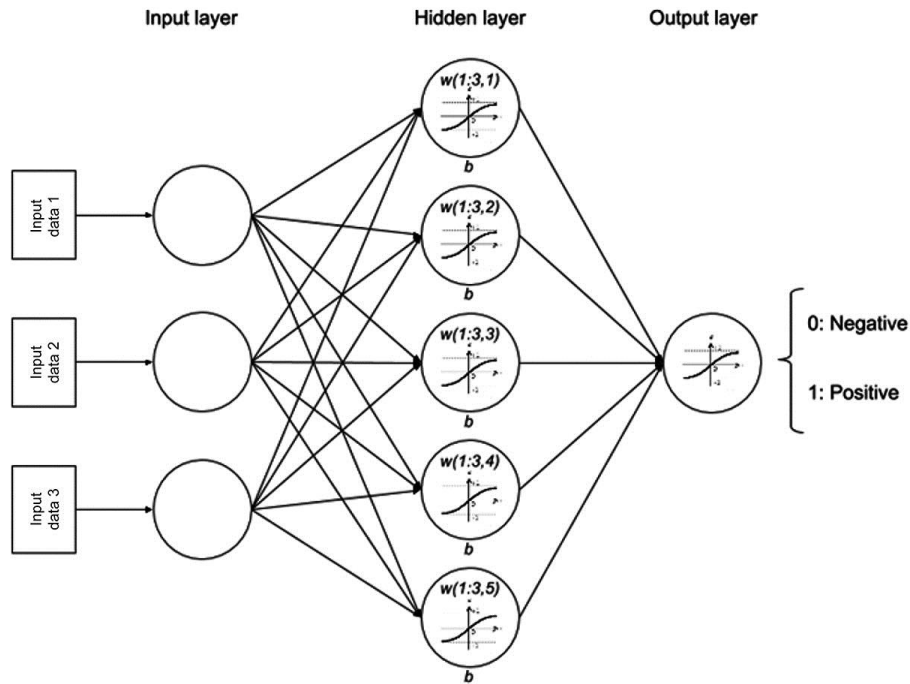 Input layer
Hidden layer
Output layer
Input
data 1
Input
data 2
Input
data 3
w(1:3,1)
b
w(1:3,2)
b
w(1:3,3)
b
w(1:3,4)
b
w(1:3,5)
b
0: Negative
1: Positive